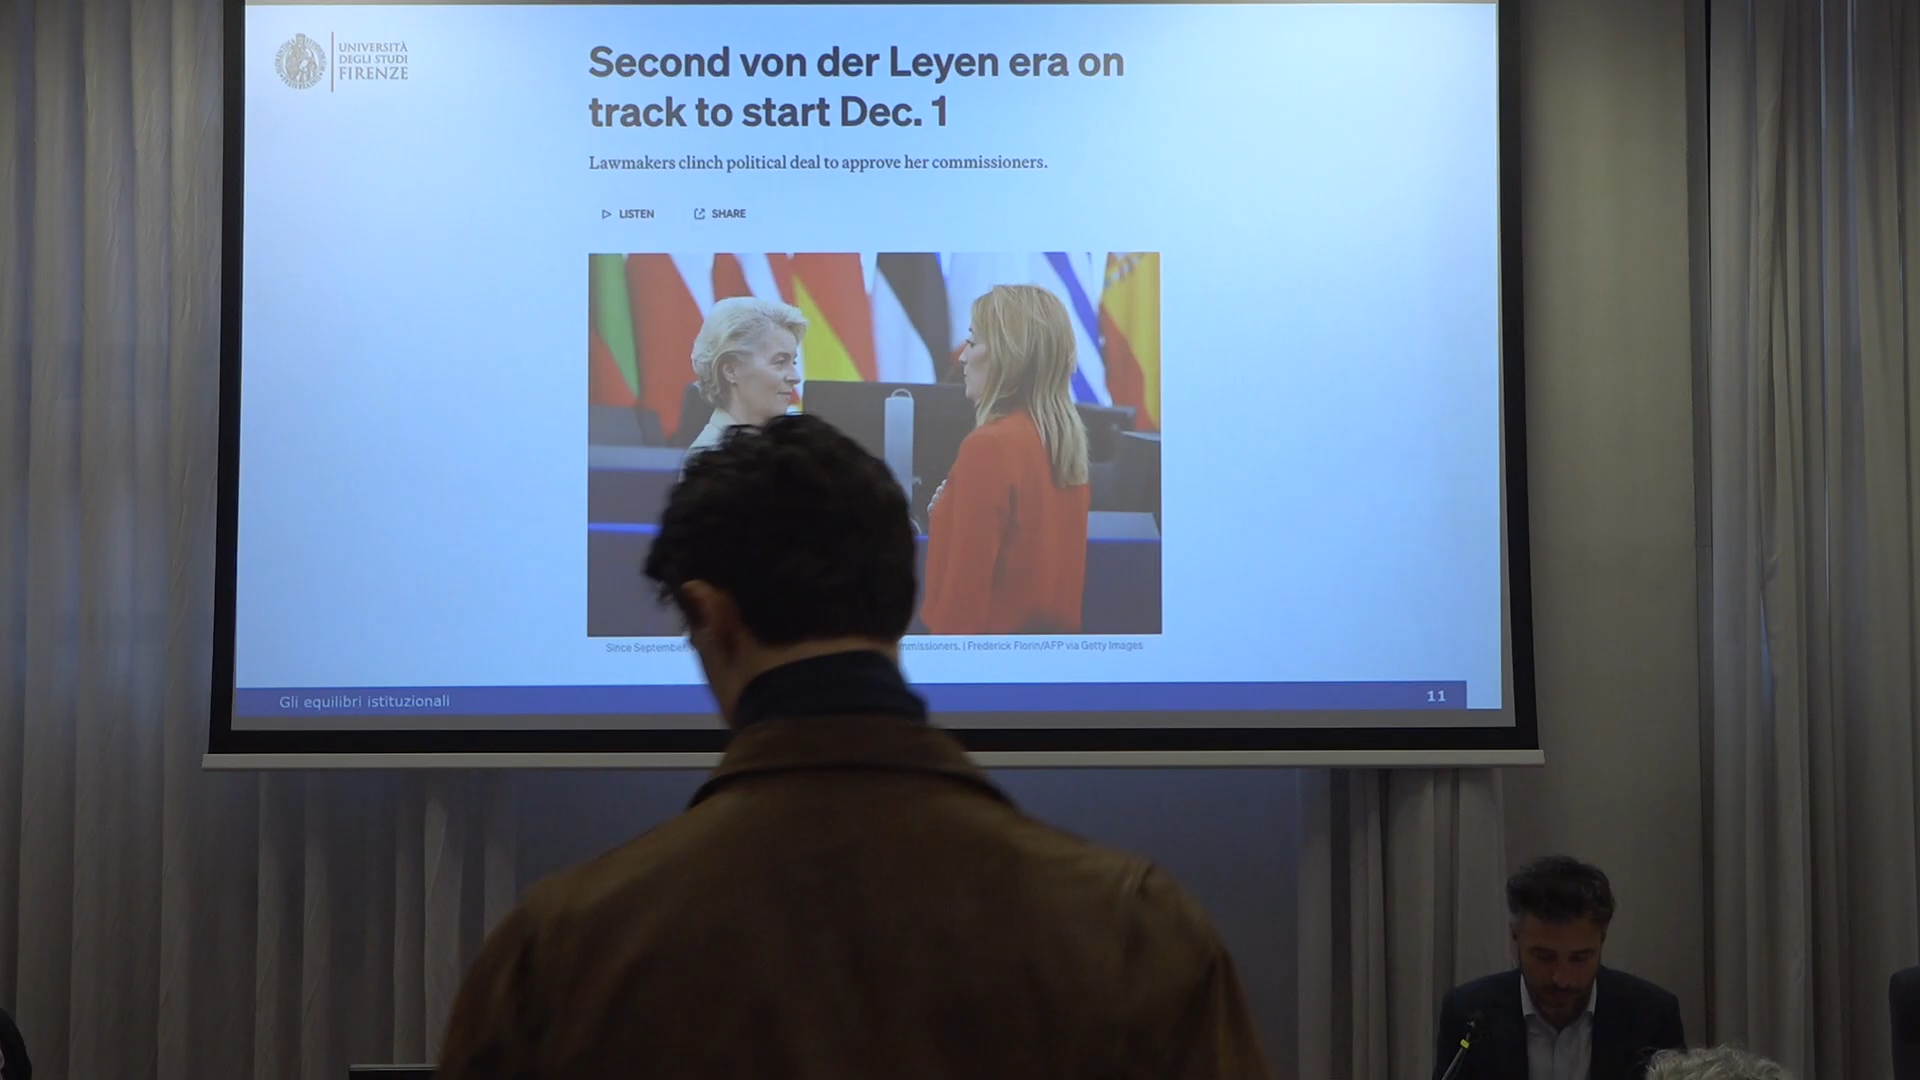 UNIVERSITÀ
DEGLI STUDI
FIRENZE
Second von der Leyen era on
track to start Dec. 1
Lawmakers clinch political deal to approve her commissioners.
LISTEN SHARE
Since September, mmissioners. | Frederick Florin/AFP via Getty Images
Gli equilibri istituzionali 11